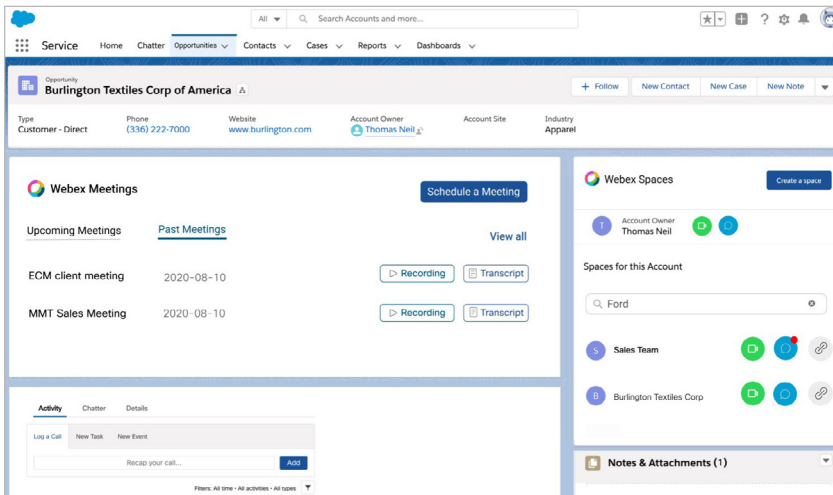 All
Search Accounts and more...
Service Home Chatter Opportunities Contacts Cases Reports Dashboards
Opportunity
Burlington Textiles Corp of America
+ Follow New Contact New Case New Note
Type Phone Website Account Owner Account Site Industry
Customer - Direct (336) 222-7000 www.burlington.com Thomas Neil Apparel
Webex Meetings
Schedule a Meeting
Upcoming Meetings Past Meetings View all
ECM client meeting 2020-08-10 Recording Transcript
MMT Sales Meeting 2020-08-10 Recording Transcript
Activity Chatter Details
Log a Call New Task New Event
Recap your call... Add
Filters: All time • All activities • All types
Webex Spaces Create a space
T Account Owner
Thomas Neil
Spaces for this Account
Ford
S Sales Team
B Burlington Textiles Corp
Notes & Attachments (1)